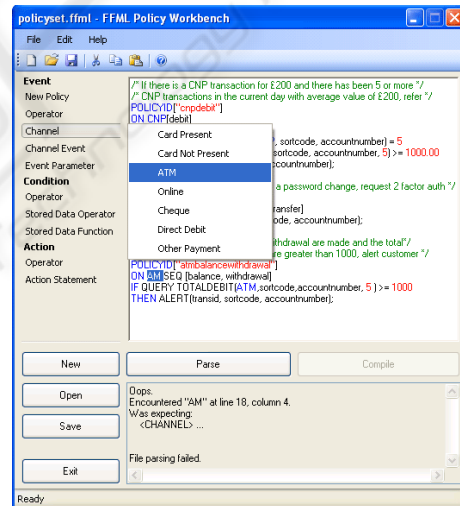 policyset.ffml - FFML Policy Workbench
File Edit Help
Event
New Policy
Operator
Channel
Channel Event
Event Parameter
Condition
Operator
Stored Data Operator
Stored Data Function
Action
Operator
Action Statement
/* If there is a CNP transaction for £200 and there has been 5 or more */
/* CNP transactions in the current day with average value of £200, refer */
POLICYID["cnpdebit"]
ON CNP[debit]
, sortcode, accountnumber) = 5
sortcode, accountnumber, 5) >= 1000.00
a password change, request 2 factor auth */
ransfer]
de, accountnumber);
thdrawal are made and the total*/
re greater than 1000, alert customer */
POLICYID["atmbalancewithdrawal"]
ON AM SEQ [balance, withdrawal]
IF QUERY TOTALDEBIT(ATM,sortcode,accountnumber, 5 ) >= 1000
THEN ALERT(transid, sortcode, accountnumber);
Card Present
Card Not Present
ATM
Online
Cheque
Direct Debit
Other Payment
New
Parse
Compile
Open
Save
Exit
Oops.
Encountered "AM" at line 18, column 4.
Was expecting:
<CHANNEL> ...
File parsing failed.
Ready